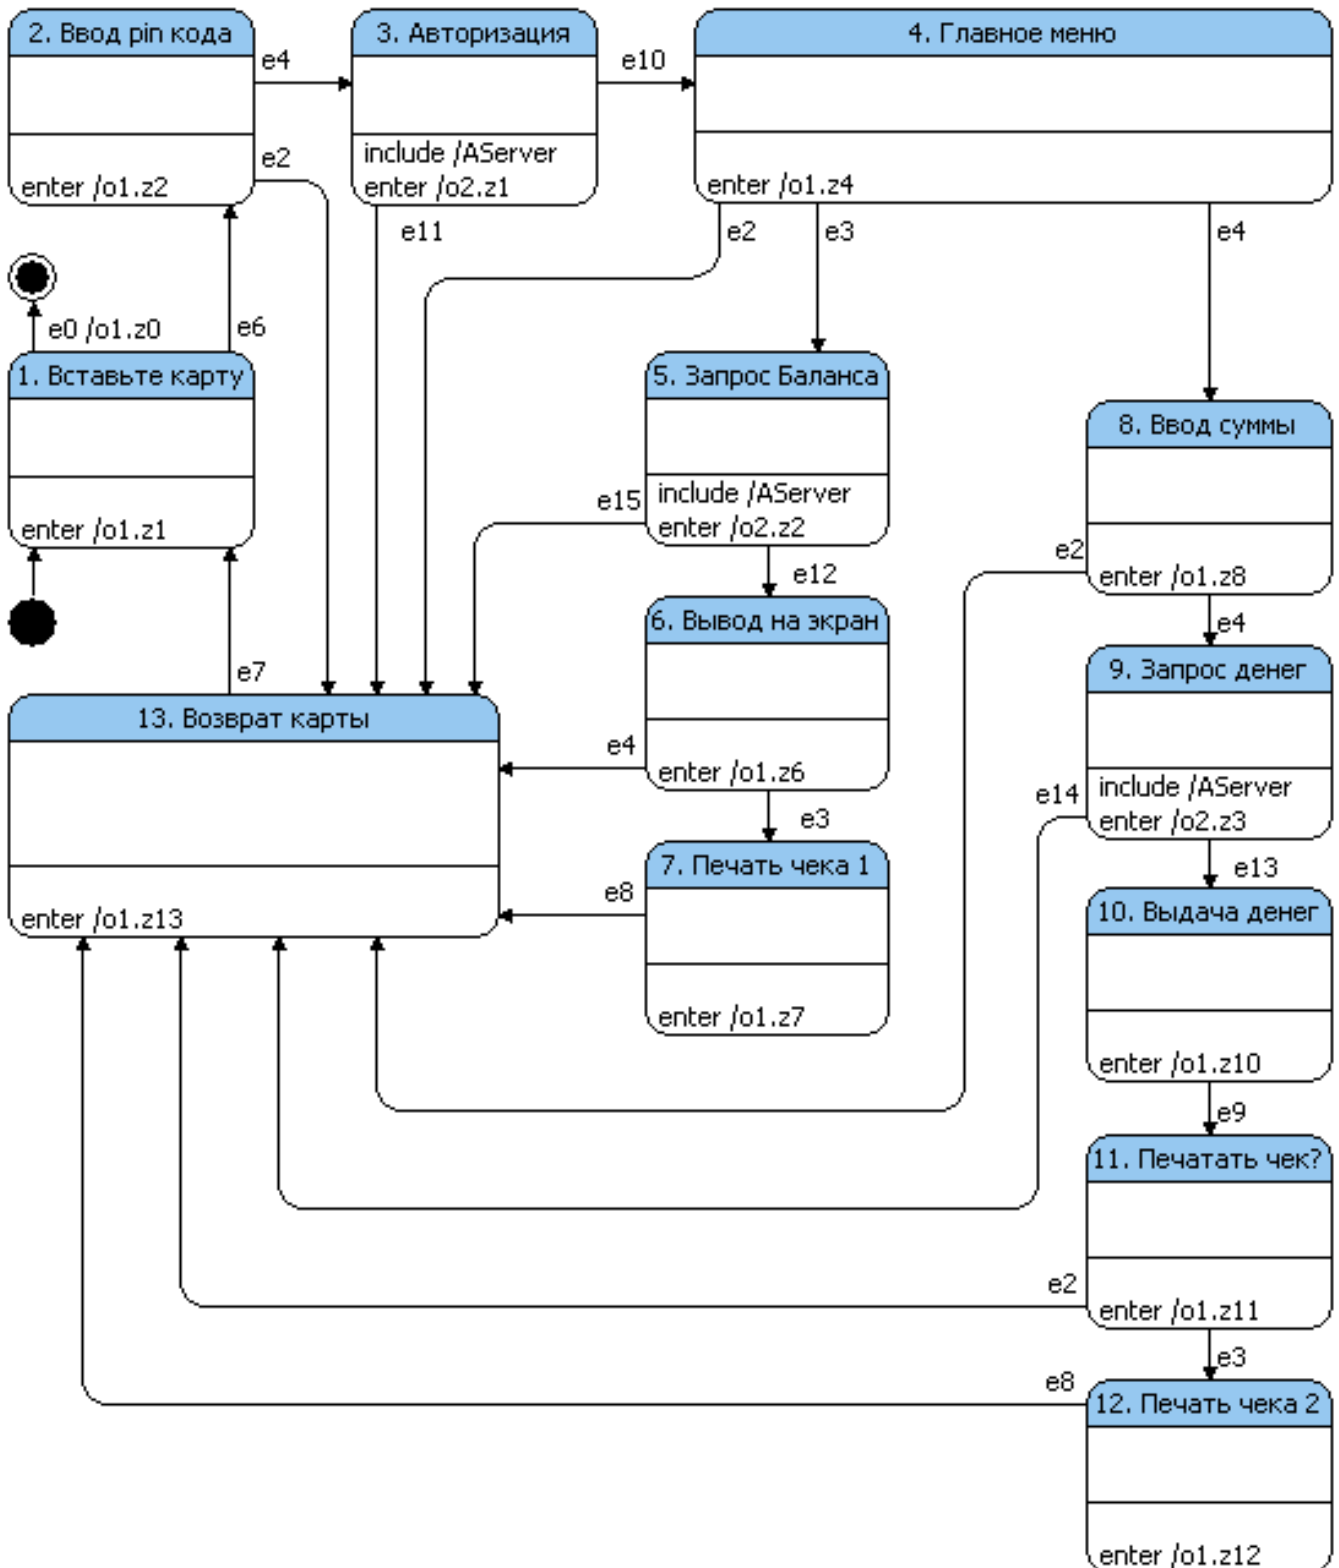 2. Ввод pin кода
enter /o1.z2
e4
e2
3. Авторизация
include /AServer
enter /o2.z1
e10
e11
4. Главное меню
enter /o1.z4
e2
e3
e4
e0 /o1.z0
e6
1. Вставьте карту
enter /o1.z1
e7
5. Запрос Баланса
include /AServer
enter /o2.z2
e15
e12
8. Ввод суммы
enter /o1.z8
e2
e4
6. Вывод на экран
enter /o1.z6
e4
e3
9. Запрос денег
include /AServer
enter /o2.z3
e14
e13
13. Возврат карты
enter /o1.z13
7. Печать чека 1
enter /o1.z7
e8
10. Выдача денег
enter /o1.z10
e9
11. Печатать чек?
enter /o1.z11
e2
e3
e8
12. Печать чека 2
enter /o1.z12